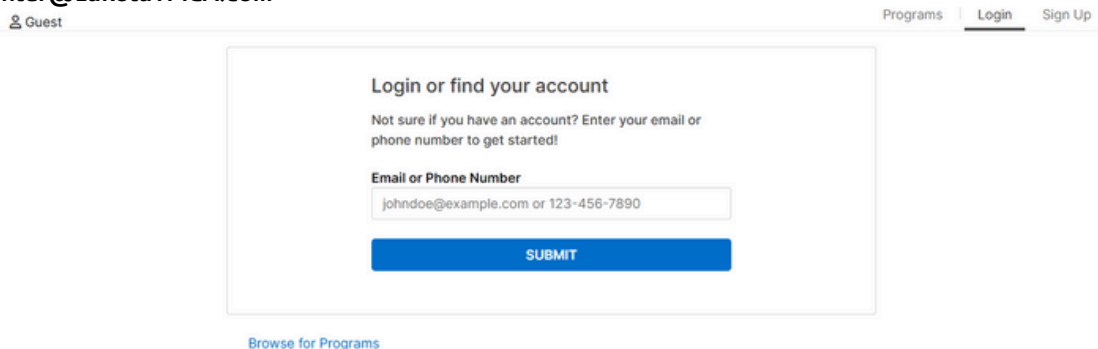 Guest
Programs Login Sign Up
Login or find your account
Not sure if you have an account? Enter your email or
phone number to get started!
Email or Phone Number
johndoe@example.com or 123-456-7890
SUBMIT
Browse for Programs